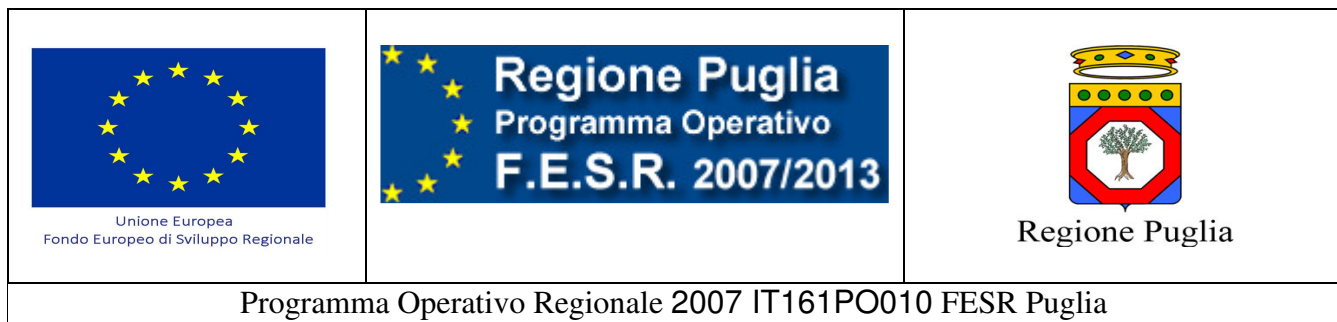 Unione Europea
Fondo Europeo di Sviluppo Regionale
Regione Puglia
Programma Operativo
F.E.S.R. 2007/2013
Regione Puglia
Programma Operativo Regionale 2007 IT161PO010 FESR Puglia